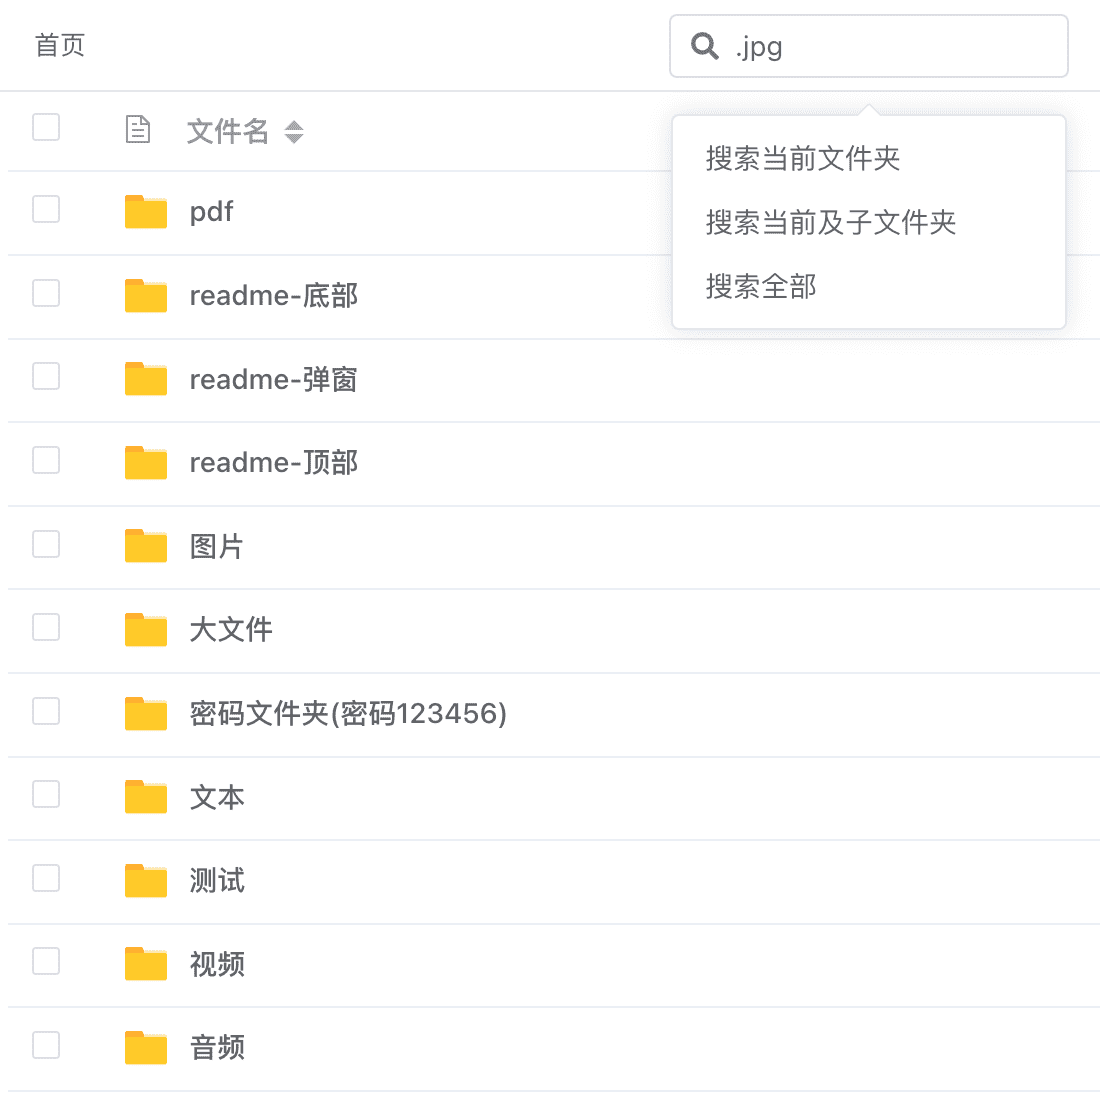 首页
.jpg
文件名
搜索当前文件夹
搜索当前及子文件夹
搜索全部
pdf
readme-底部
readme-弹窗
readme-顶部
图片
大文件
密码文件夹(密码123456)
文本
测试
视频
音频